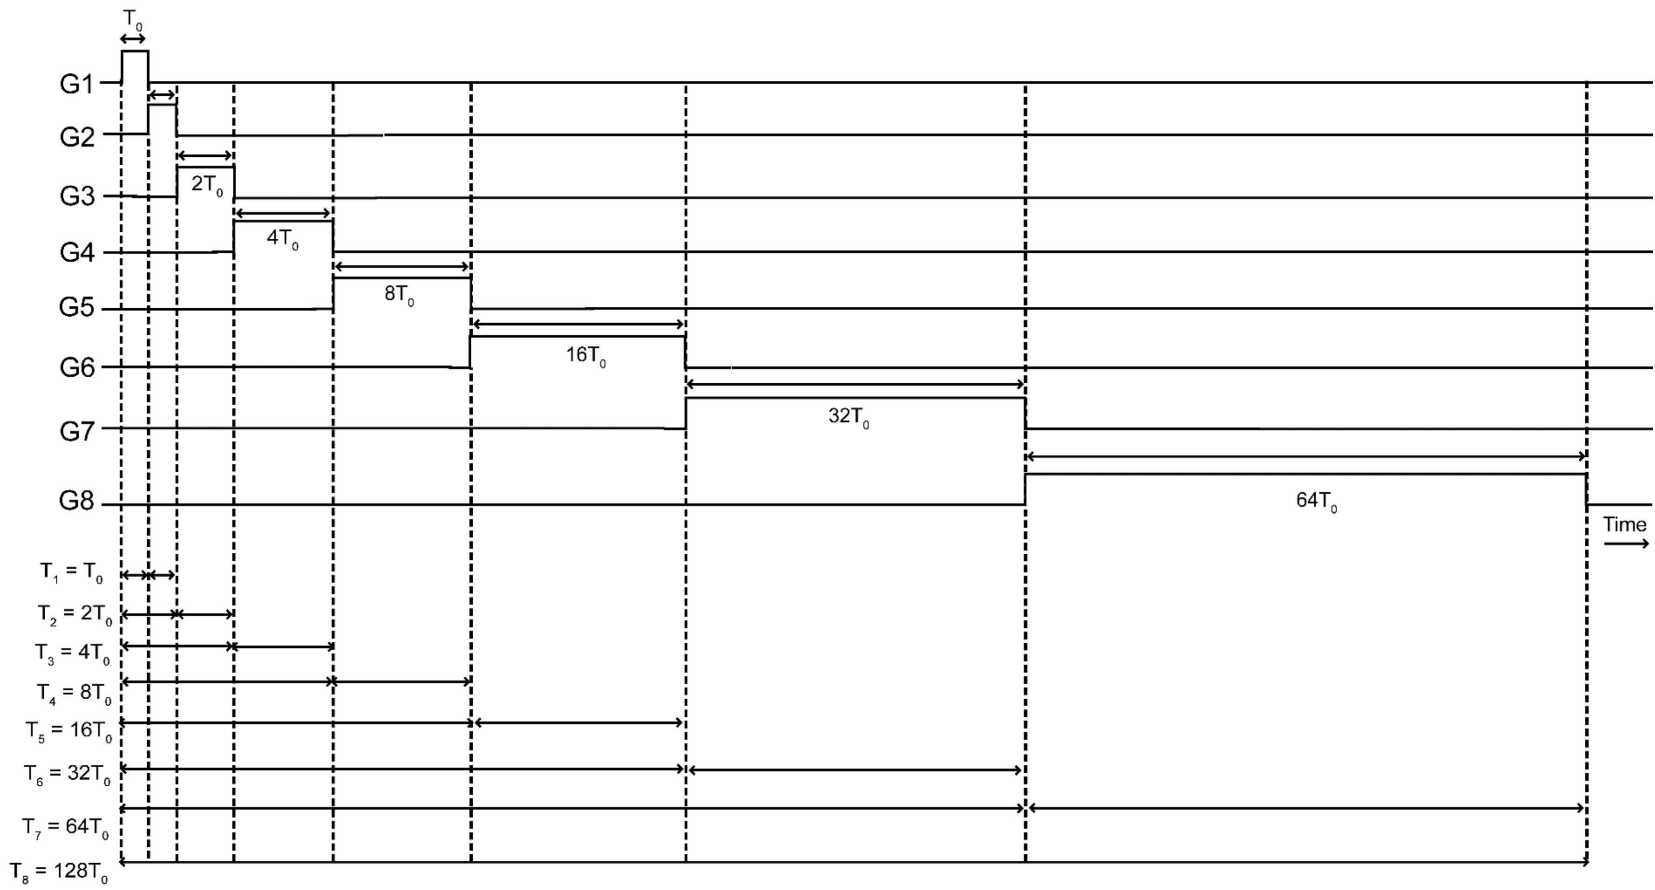 T₀
G1
G2
G3
2T₀
G4
4T₀
G5
8T₀
G6
16T₀
G7
32T₀
G8
64T₀
Time
T₁ = T₀
T₂ = 2T₀
T₃ = 4T₀
T₄ = 8T₀
T₅ = 16T₀
T₆ = 32T₀
T₇ = 64T₀
T₈ = 128T₀